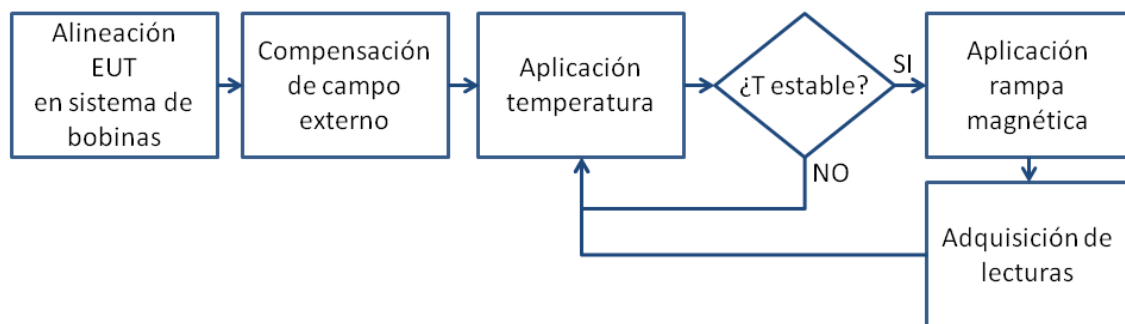 Alineación
EUT
en sistema de
bobinas
Compensación
de campo
externo
Aplicación
temperatura
¿T estable?
SI
NO
Aplicación
rampa
magnética
Adquisición de
lecturas